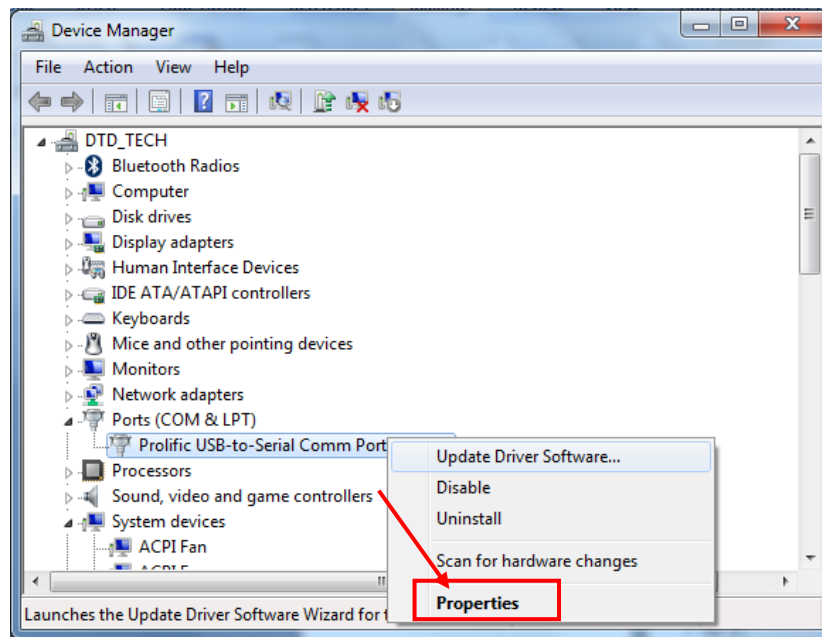 Device Manager
File Action View Help
DTD_TECH
Bluetooth Radios
Computer
Disk drives
Display adapters
Human Interface Devices
IDE ATA/ATAPI controllers
Keyboards
Mice and other pointing devices
Monitors
Network adapters
Ports (COM & LPT)
Prolific USB-to-Serial Comm Port
Update Driver Software...
Processors
Disable
Sound, video and game controllers
Uninstall
System devices
ACPI Fan
Scan for hardware changes
Properties
Launches the Update Driver Software Wizard for